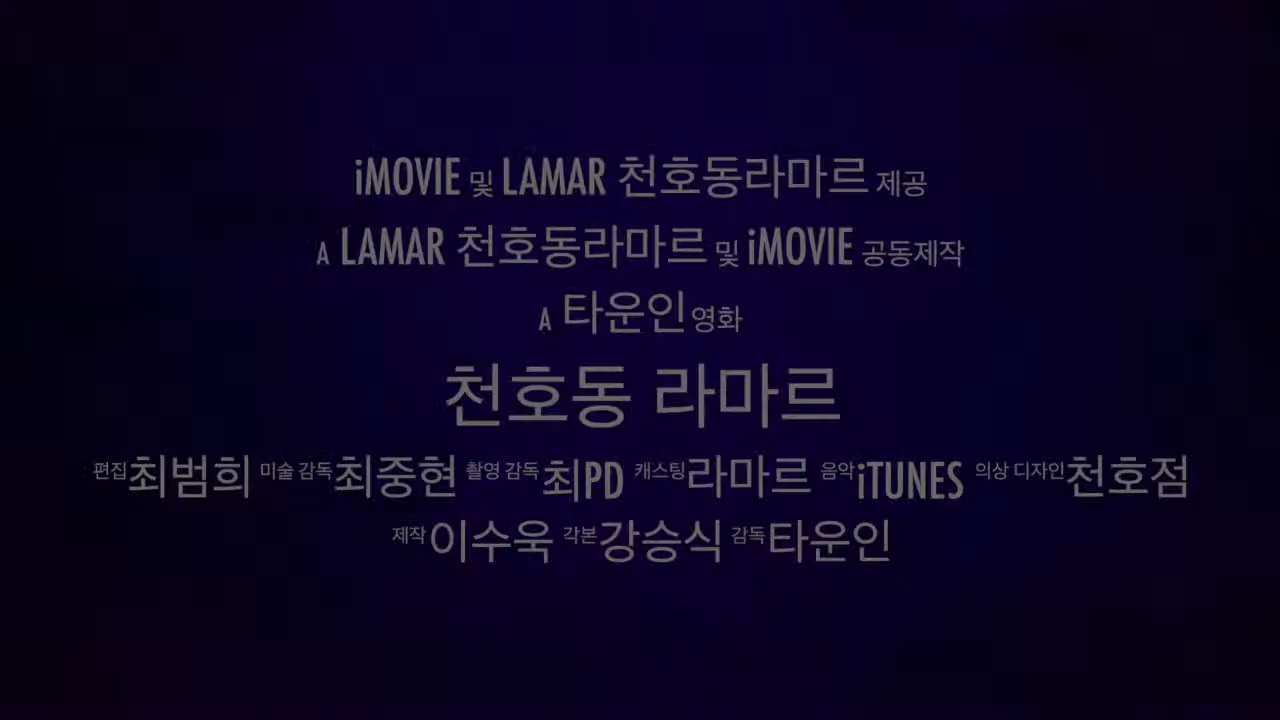 iMOVIE 및 LAMAR 천호동라마르 제공
A LAMAR 천호동라마르 및 iMOVIE 공동제작
A 타운인 영화
천호동 라마르
편집 최범희 미술 감독 최중현 촬영 감독 최PD 캐스팅 라마르 음악 iTUNES 의상 디자인 천호점
제작 이수욱 각본 강승식 감독 타운인